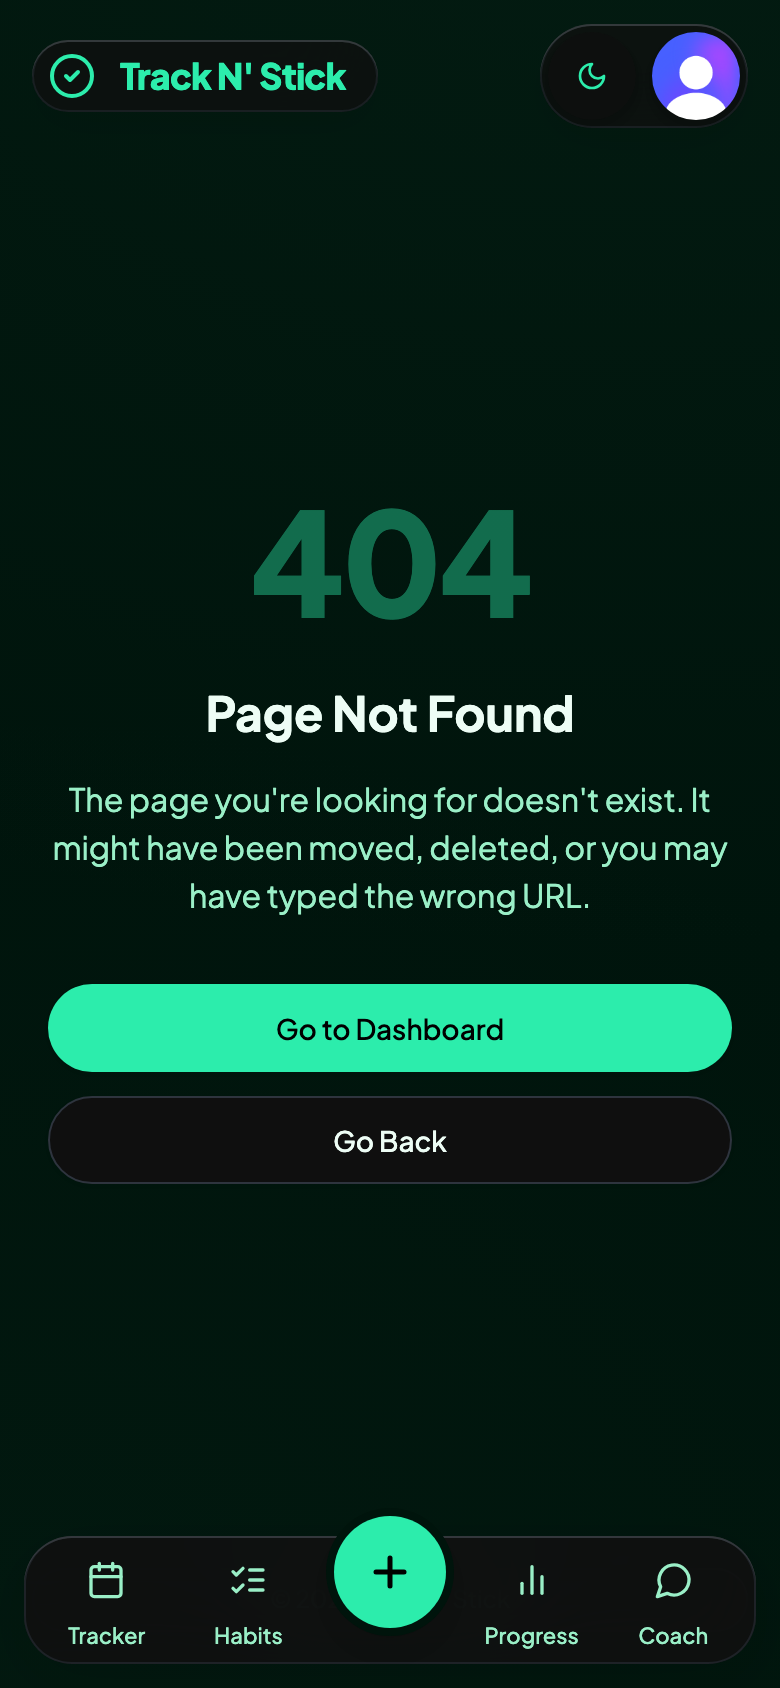 Track N' Stick
404
Page Not Found
The page you're looking for doesn't exist. It
might have been moved, deleted, or you may
have typed the wrong URL.
Go to Dashboard
Go Back
Tracker
Habits
Progress
Coach